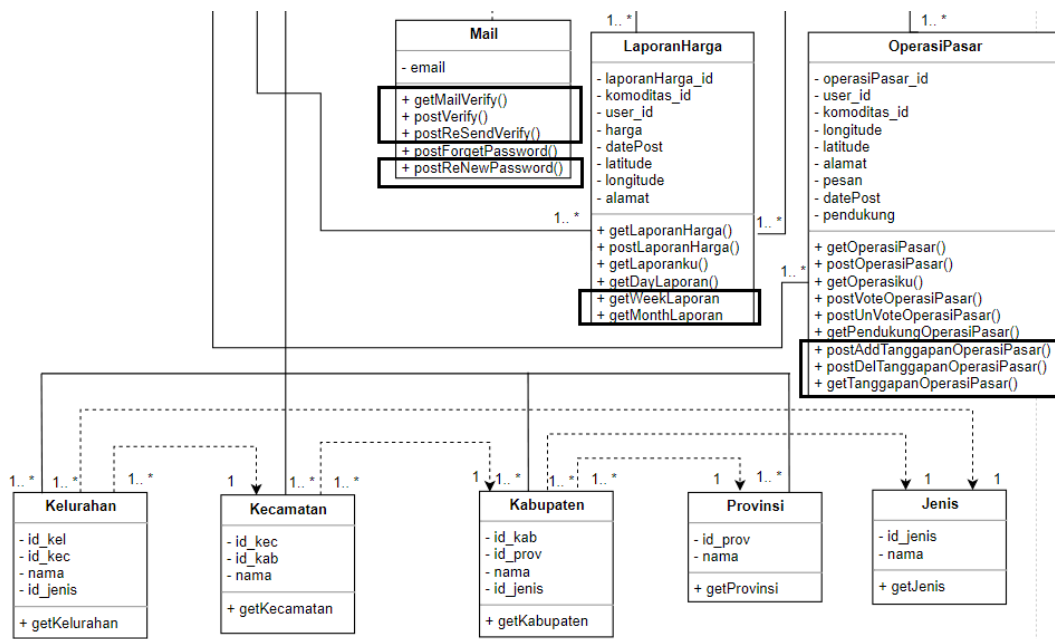 1.. *
1.. *
Mail
- email
+ getMailVerify()
+ postVerify()
+ postReSendVerify()
+ postForgetPassword()
+ postReNewPassword()
LaporanHarga
- laporanHarga_id
- komoditas_id
- user_id
- harga
- datePost
- latitude
- longitude
- alamat
+ getLaporanHarga()
+ postLaporanHarga()
+ getLaporanku()
+ getDayLaporan()
+ getWeekLaporan
+ getMonthLaporan
OperasiPasar
- operasiPasar_id
- user_id
- komoditas_id
- longitude
- latitude
- alamat
- pesan
- datePost
- pendukung
+ getOperasiPasar()
+ postOperasiPasar()
+ getOperasiku()
+ postVoteOperasiPasar()
+ postUnVoteOperasiPasar()
+ getPendukungOperasiPasar()
+ postAddTanggapanOperasiPasar()
+ postDelTanggapanOperasiPasar()
+ getTanggapanOperasiPasar()
1.. *
1.. *
1.. *
1.. * 1.. * 1.. * 1 1.. * 1.. * 1 1.. * 1.. * 1.. * 1 1.. * 1 1
Kelurahan
- id_kel
- id_kec
- nama
- id_jenis
+ getKelurahan
Kecamatan
- id_kec
- id_kab
- nama
+ getKecamatan
Kabupaten
- id_kab
- id_prov
- nama
- id_jenis
+ getKabupaten
Provinsi
- id_prov
- nama
+ getProvinsi
Jenis
- id_jenis
- nama
+ getJenis